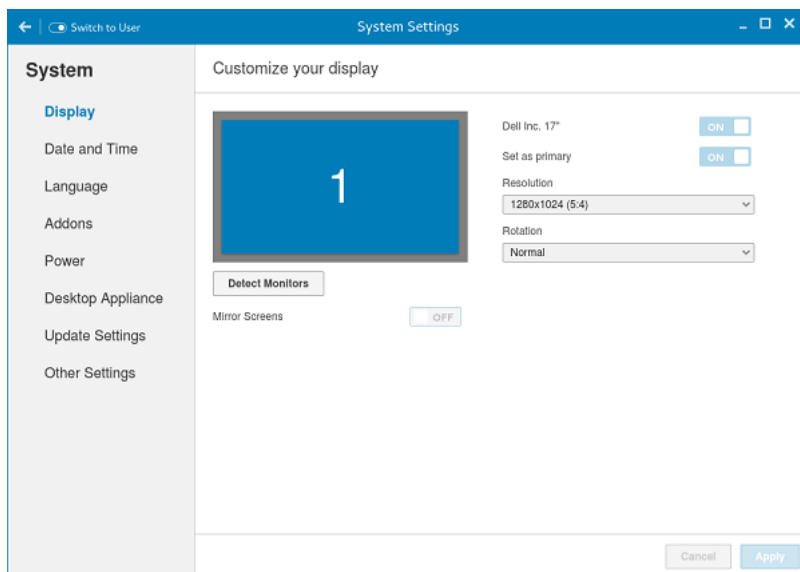 Switch to User
System Settings
System
Display
Date and Time
Language
Addons
Power
Desktop Appliance
Update Settings
Other Settings
Customize your display
1
Detect Monitors
Mirror Screens
OFF
Dell Inc. 17"
ON
Set as primary
ON
Resolution
1280x1024 (5:4)
Rotation
Normal
Cancel
Apply